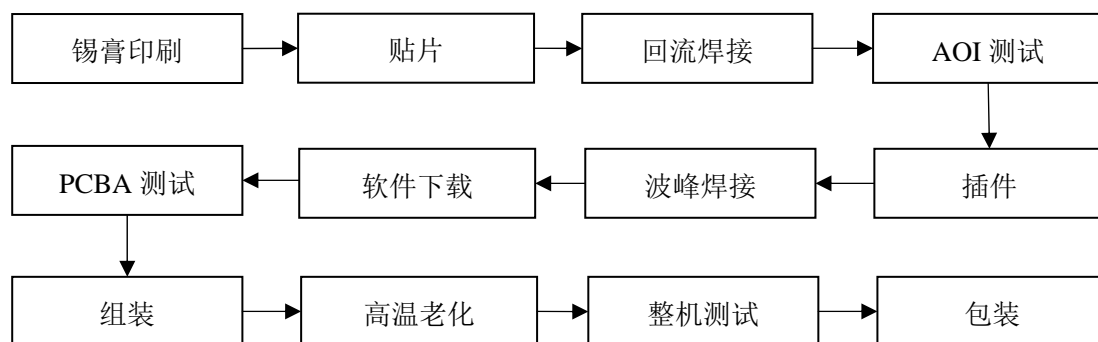 锡膏印刷
贴片
回流焊接
AOI 测试
PCBA 测试
软件下载
波峰焊接
插件
组装
高温老化
整机测试
包装